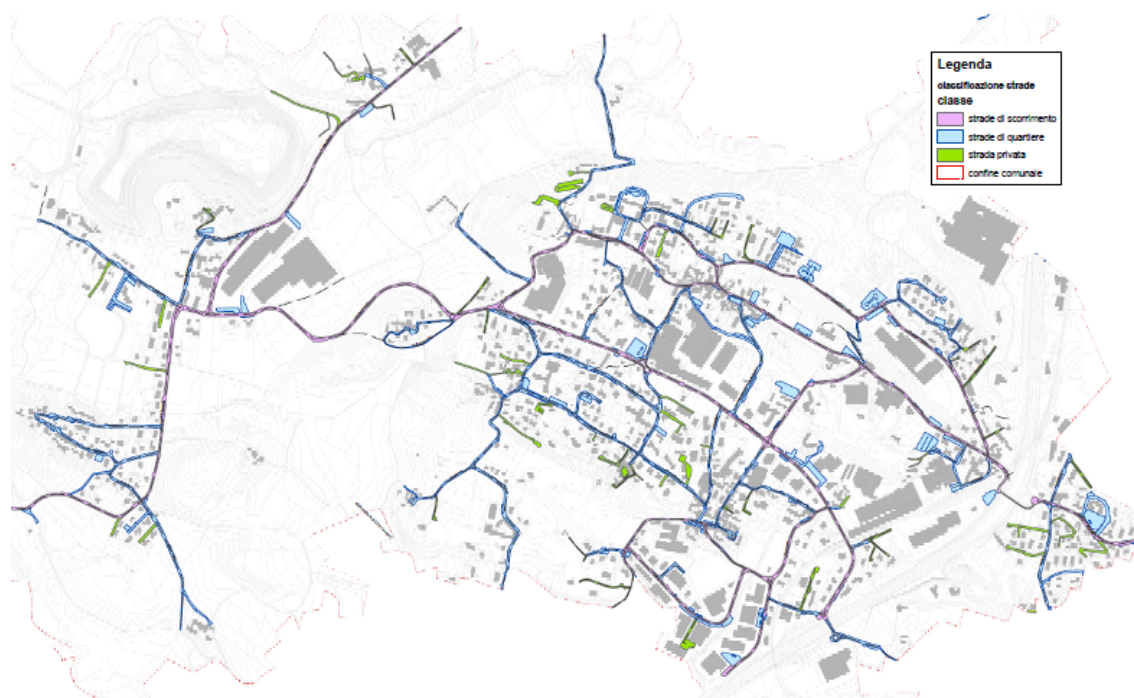 Legenda
classificazione strade
classe
strade di scorrimento
strade di quartiere
strada privata
confine comunale